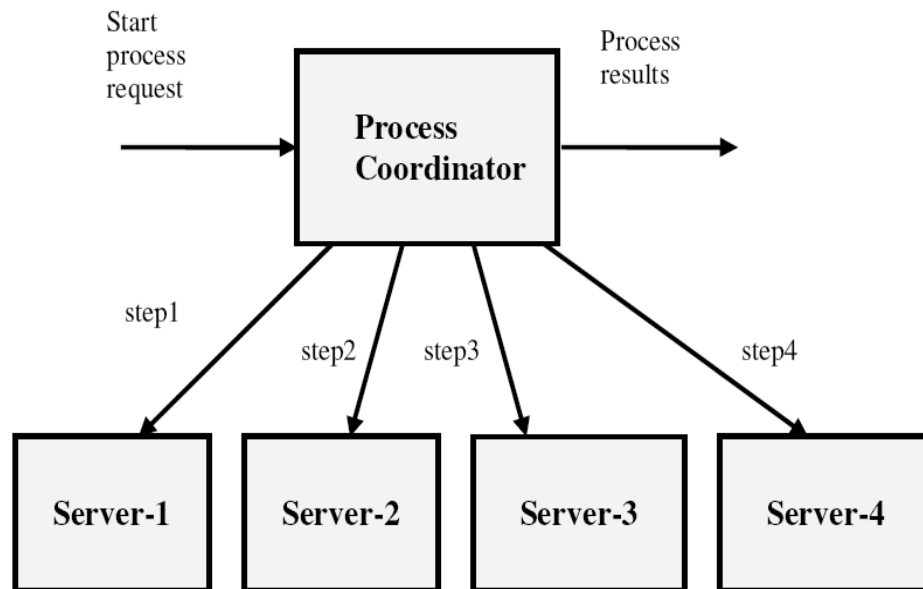 Start
process
request
Process
results
Process
Coordinator
step1
step2
step3
step4
Server-1
Server-2
Server-3
Server-4